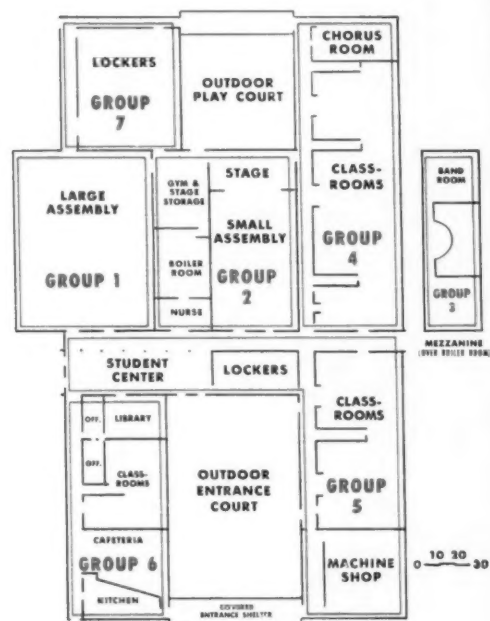 LOCKERS
GROUP
7
OUTDOOR
PLAY COURT
CHORUS
ROOM
LARGE
ASSEMBLY
GROUP 1
GYM &
STAGE
STORAGE
STAGE
SMALL
ASSEMBLY
BOILER
ROOM
GROUP
2
NURSE
CLASS-
ROOMS
GROUP
4
BAND
ROOM
GROUP
3
MEZZANINE
(OVER BOILER ROOM)
STUDENT
CENTER
LOCKERS
CLASS-
ROOMS
GROUP
5
OFF.
LIBRARY
OFF.
CLASS-
ROOMS
OUTDOOR
ENTRANCE
COURT
CAFETERIA
GROUP 6
KITCHEN
MACHINE
SHOP
COVERED
ENTRANCE SHELTER
0 10 20 30